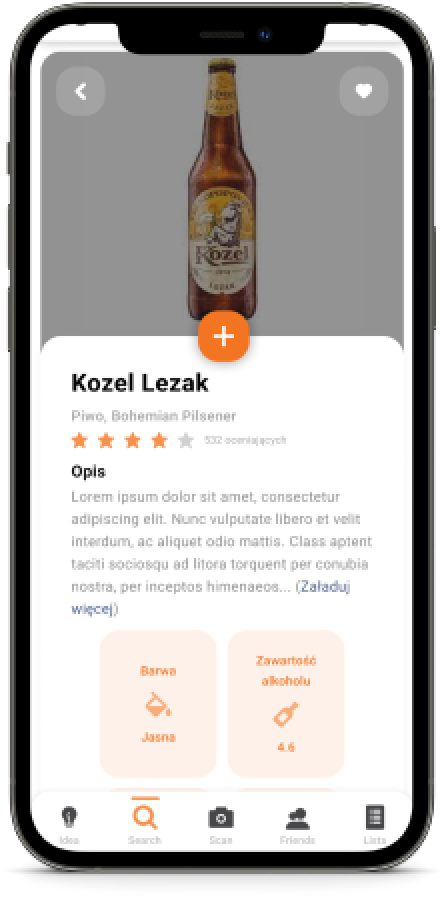 Kozel
Kozel
LEZAK
Kozel Lezak
Piwo, Bohemian Pilsener
532 oceniających
Opis
Lorem ipsum dolor sit amet, consectetur
adipiscing elit. Nunc vulputate libero et velit
interdum, ac aliquet odio mattis. Class aptent
taciti sociosqu ad litora torquent per conubia
nostra, per inceptos himenaeos... (Załaduj
więcej)
Barwa
Jasna
Zawartość
alkoholu
4.6
Idea
Search
Scan
Friends
Lists